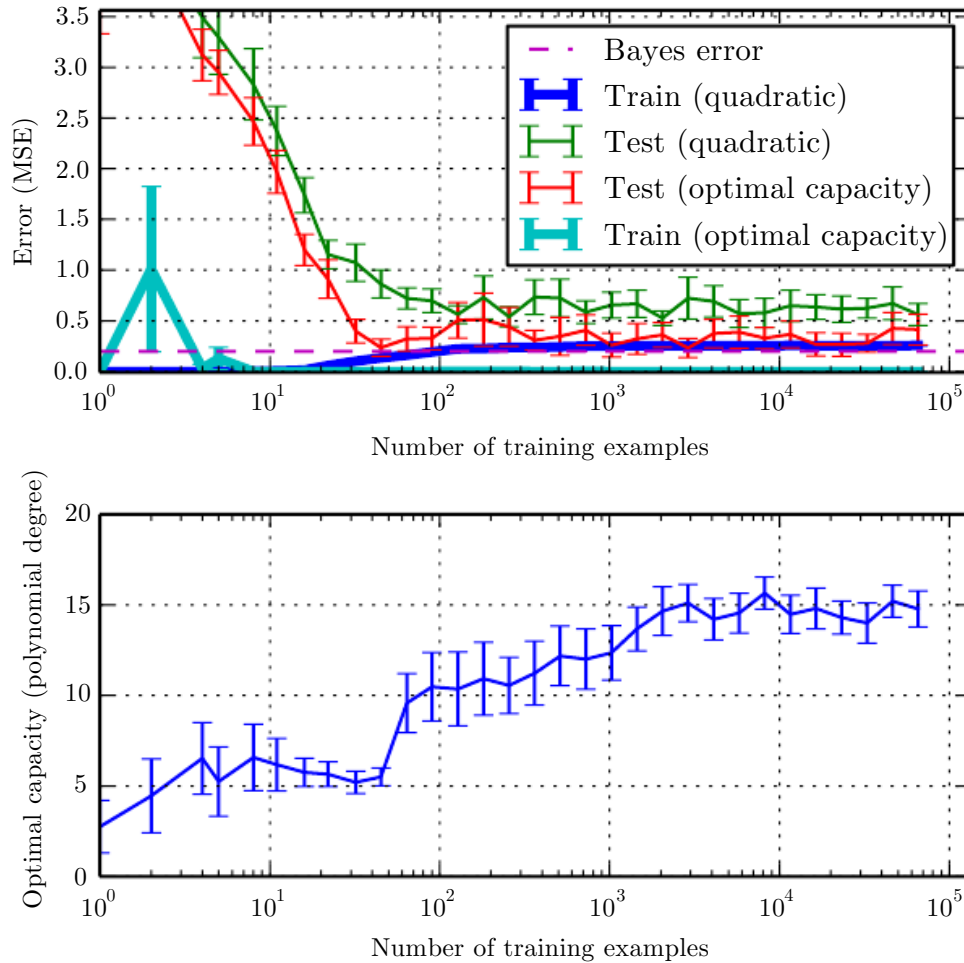 Error (MSE)
3.5
3.0
2.5
2.0
1.5
1.0
0.5
0.0
Bayes error
Train (quadratic)
Test (quadratic)
Test (optimal capacity)
Train (optimal capacity)
10^0 10^1 10^2 10^3 10^4 10^5
Number of training examples
Optimal capacity (polynomial degree)
20
15
10
5
0
10^0 10^1 10^2 10^3 10^4 10^5
Number of training examples